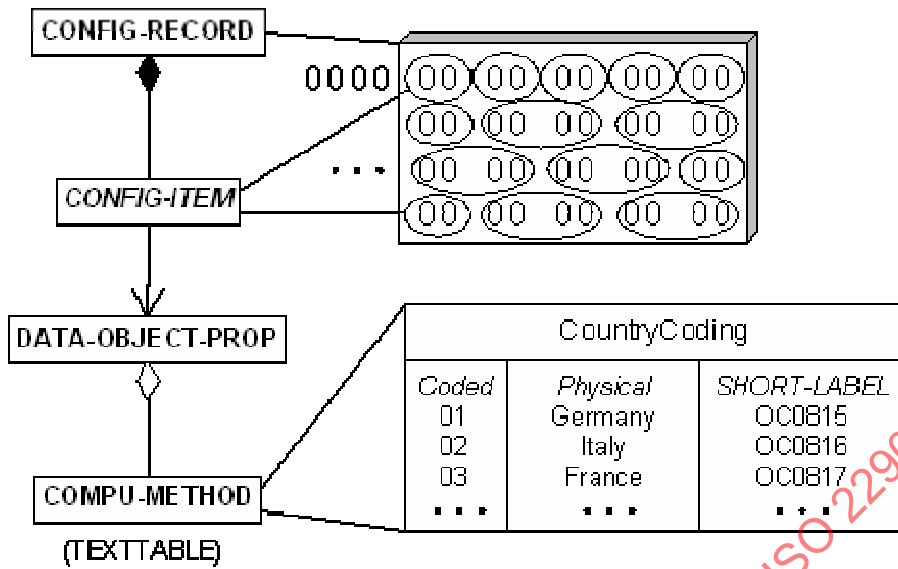 CONFIG-RECORD
0000 00 00 00 00 00
00 00 00 00 00
. . . 00 00 00 00 00
CONFIG-ITEM
00 00 00 00 00
DATA-OBJECT-PROP
CountryCoding
Coded Physical SHORT-LABEL
01 Germany OC0815
02 Italy OC0816
03 France OC0817
. . . . . . . . .
COMPU-METHOD
(TEXTTABLE)